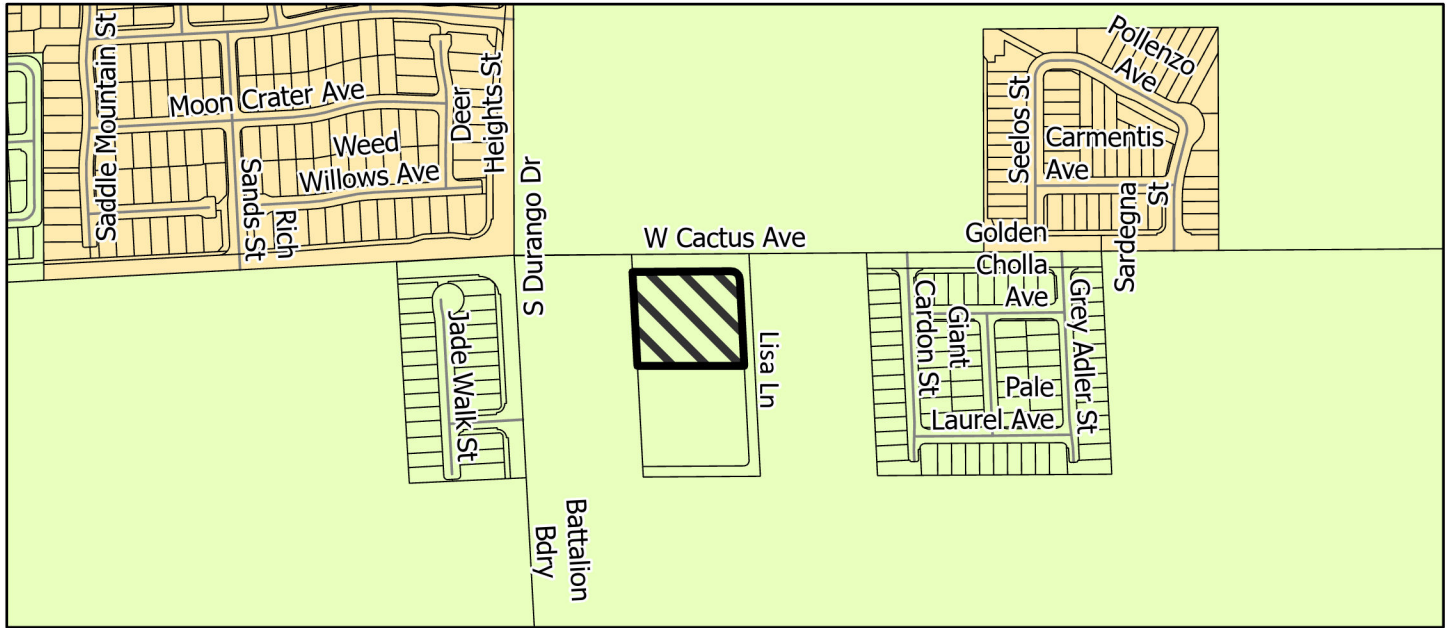 Saddle Mountain St
Moon Crater Ave
Deer
Heights St
Weed
Willows Ave
Sands St
Rich
S Durango Dr
W Cactus Ave
Pollenzo
Ave
Seelos St
Carmentis
Ave
Sardegna
St
Golden
Cholla
Ave
Jade Walk St
Lisa Ln
Cardon St
Giant
Grey Adler St
Pale
Laurel Ave
Battalion
Bdry